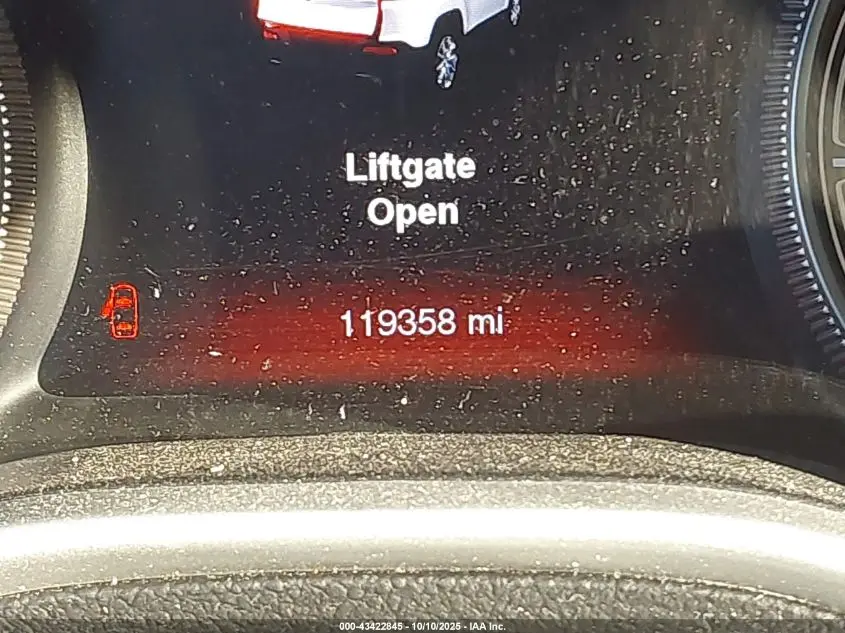 Liftgate
Open
119358 mi
000-43422845 - 10/10/2025 - IAA Inc.